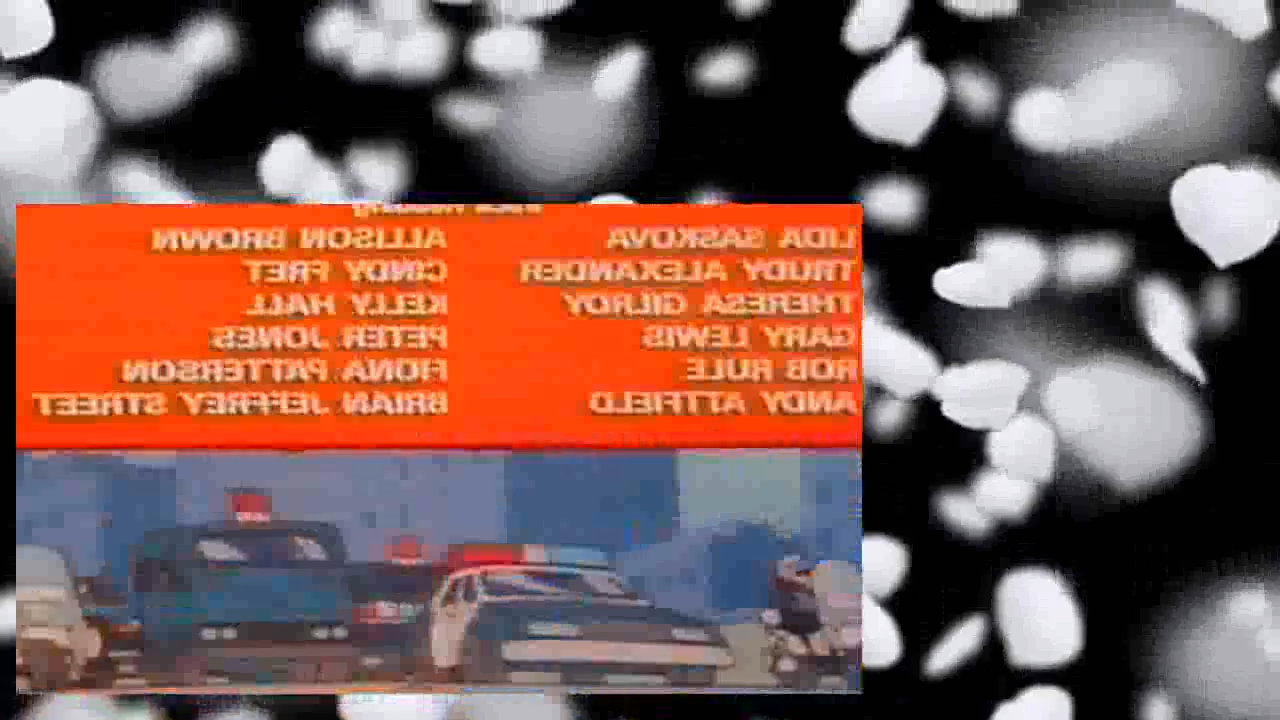 LIDA SASKOVA ALLISON BROWN
TRUDY ALEXANDER CINDY FRET
THERESA GILROY KELLY HALL
GARY LEWIS PETER JONES
ROB RULE FIONA PATTERSON
ANDY ATTFIELD BRIAN JEFFREY STREET